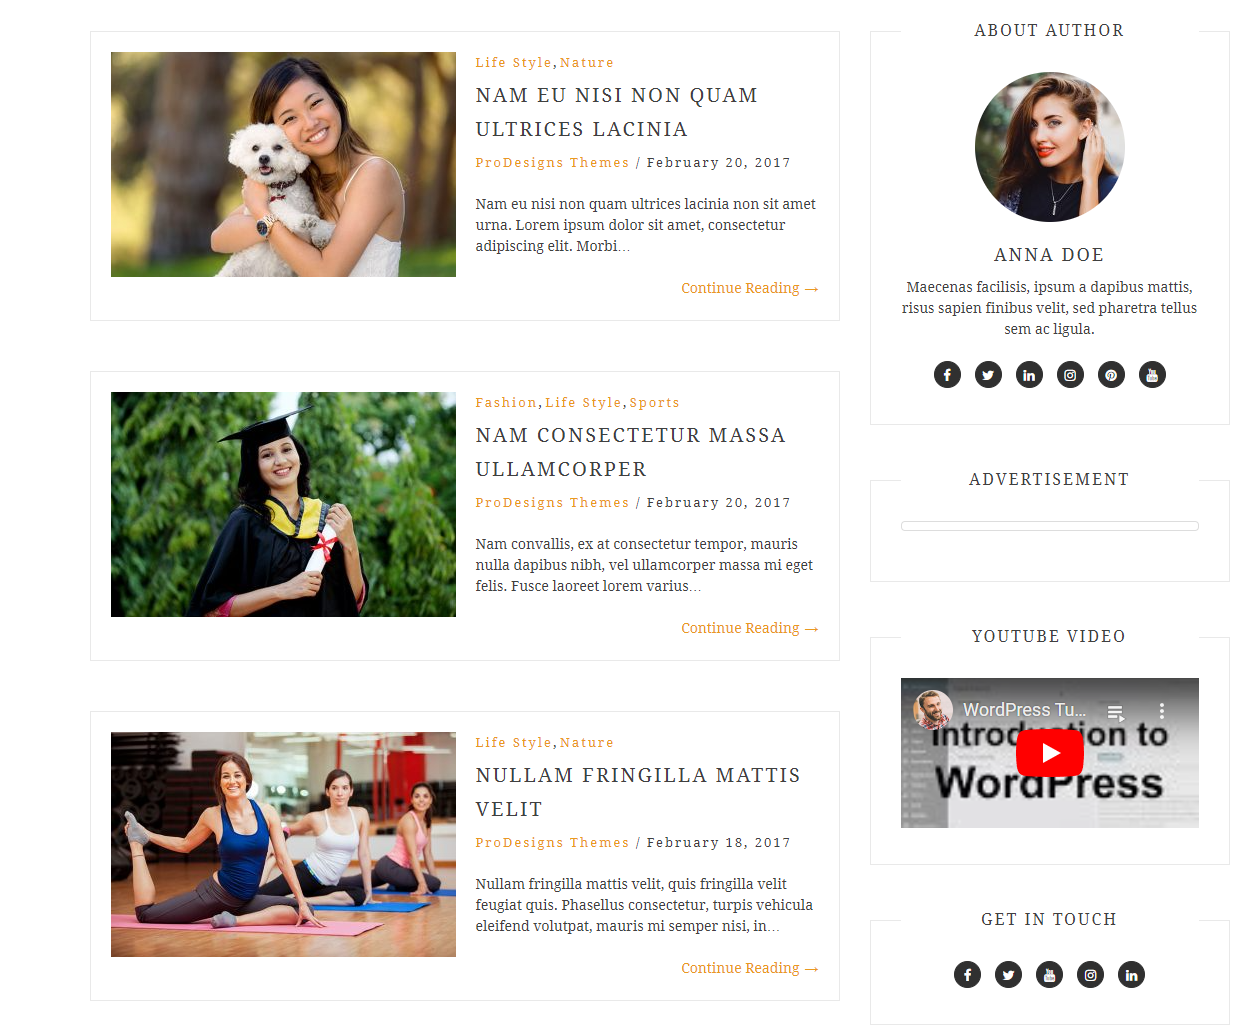 Life Style, Nature
NAM EU NISI NON QUAM
ULTRICES LACINIA
ProDesigns Themes / February 20, 2017
Nam eu nisi non quam ultrices lacinia non sit amet
urna. Lorem ipsum dolor sit amet, consectetur
adipiscing elit. Morbi…
Continue Reading →
Fashion, Life Style, Sports
NAM CONSECTETUR MASSA
ULLAMCORPER
ProDesigns Themes / February 20, 2017
Nam convallis, ex at consectetur tempor, mauris
nulla dapibus nibh, vel ullamcorper massa mi eget
felis. Fusce laoreet lorem varius…
Continue Reading →
Life Style, Nature
NULLAM FRINGILLA MATTIS
VELIT
ProDesigns Themes / February 18, 2017
Nullam fringilla mattis velit, quis fringilla velit
feugiat quis. Phasellus consectetur, turpis vehicula
eleifend volutpat, mauris mi semper nisi, in…
Continue Reading →
ABOUT AUTHOR
ANNA DOE
Maecenas facilisis, ipsum a dapibus mattis,
risus sapien finibus velit, sed pharetra tellus
sem ac ligula.
ADVERTISEMENT
YOUTUBE VIDEO
WordPress Tu...
Introduction to
WordPress
GET IN TOUCH